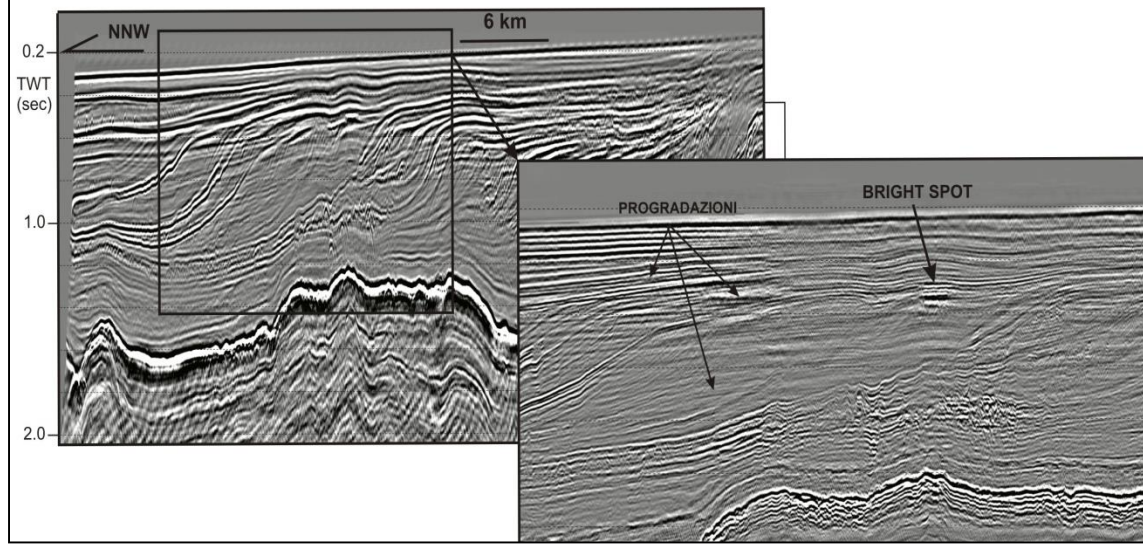 NNW
6 km
0.2
TWT
(sec)
1.0
2.0
PROGRADAZIONI
BRIGHT SPOT